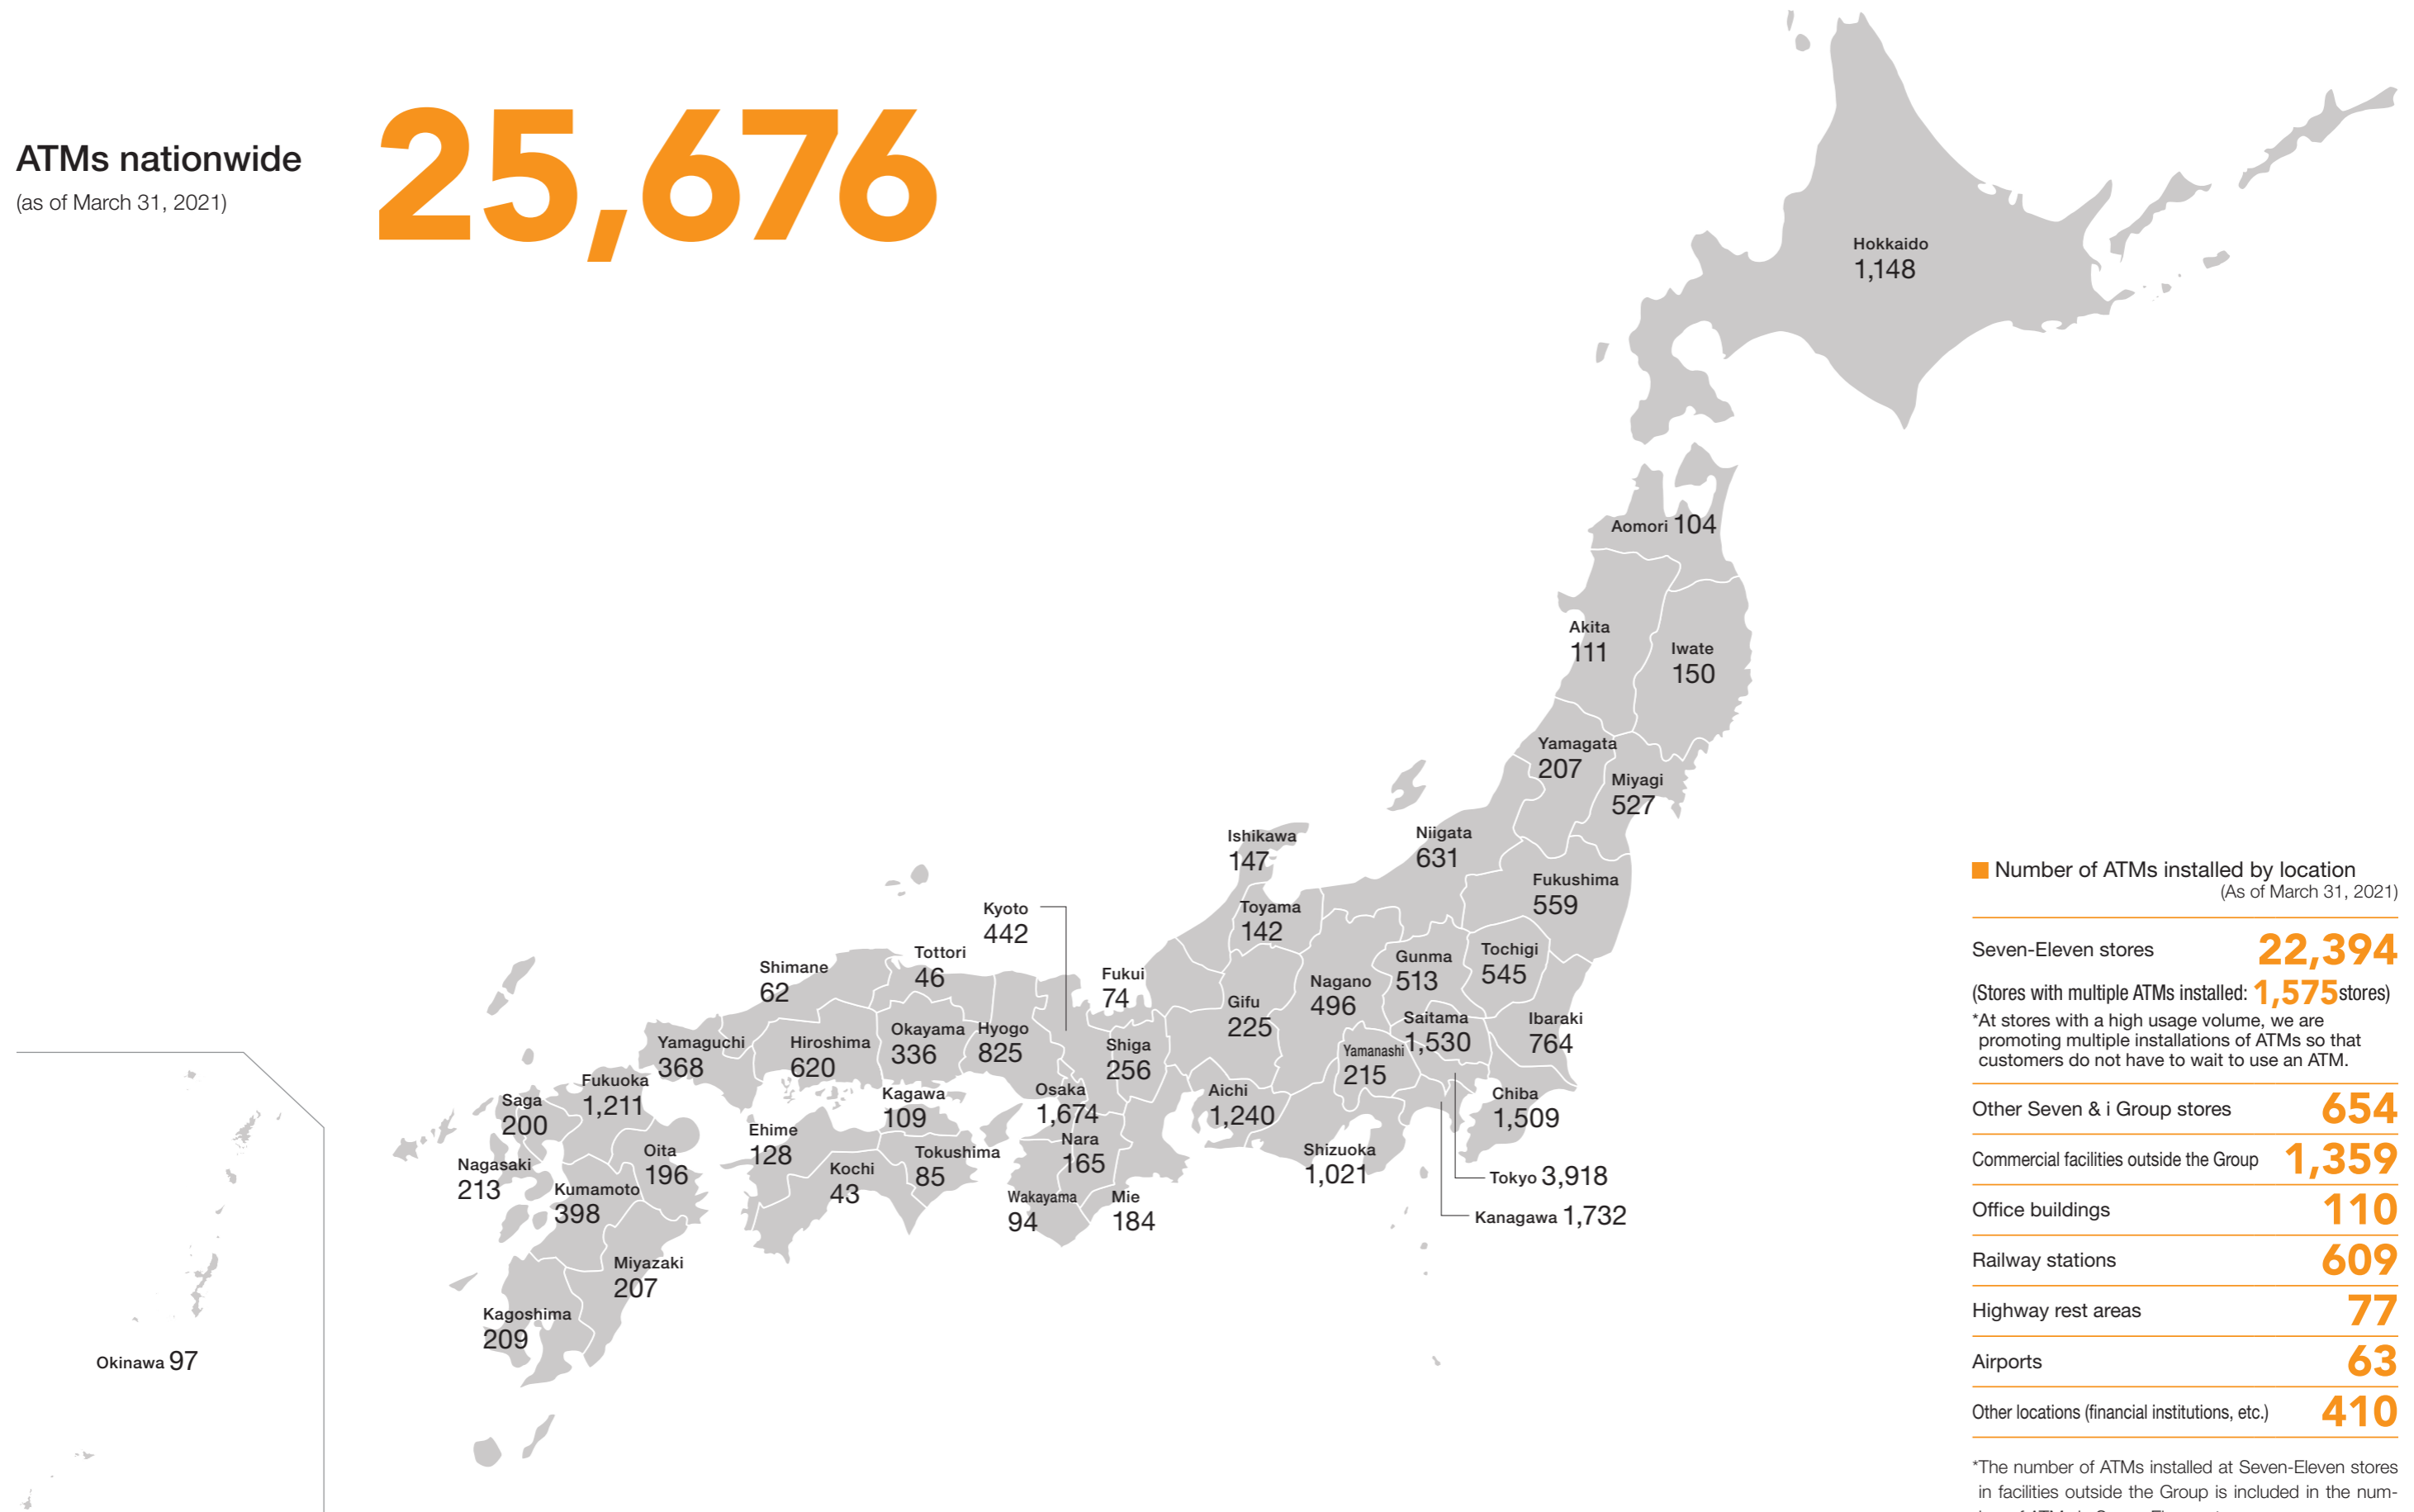 ATMs nationwide
(as of March 31, 2021)
25,676
Hokkaido
1,148
Aomori 104
Akita
111
Iwate
150
Yamagata
207
Miyagi
527
Ishikawa
147
Niigata
631
Fukushima
559
Toyama
142
Kyoto
442
Tottori
46
Shimane
62
Fukui
74
Gunma
513
Tochigi
545
Nagano
496
Gifu
225
Saitama
1,530
Ibaraki
764
Yamaguchi
368
Hiroshima
620
Okayama
336
Hyogo
825
Shiga
256
Yamanashi
215
Fukuoka
1,211
Saga
200
Kagawa
109
Osaka
1,674
Aichi
1,240
Chiba
1,509
Ehime
128
Oita
196
Nagasaki
213
Kochi
43
Tokushima
85
Nara
165
Shizuoka
1,021
Tokyo 3,918
Kumamoto
398
Wakayama
94
Mie
184
Kanagawa 1,732
Miyazaki
207
Kagoshima
209
Okinawa 97
Number of ATMs installed by location
(As of March 31, 2021)
Seven-Eleven stores 22,394
(Stores with multiple ATMs installed: 1,575 stores)
*At stores with a high usage volume, we are
promoting multiple installations of ATMs so that
customers do not have to wait to use an ATM.
Other Seven & i Group stores 654
Commercial facilities outside the Group 1,359
Office buildings 110
Railway stations 609
Highway rest areas 77
Airports 63
Other locations (financial institutions, etc.) 410
*The number of ATMs installed at Seven-Eleven stores
in facilities outside the Group is included in the num-